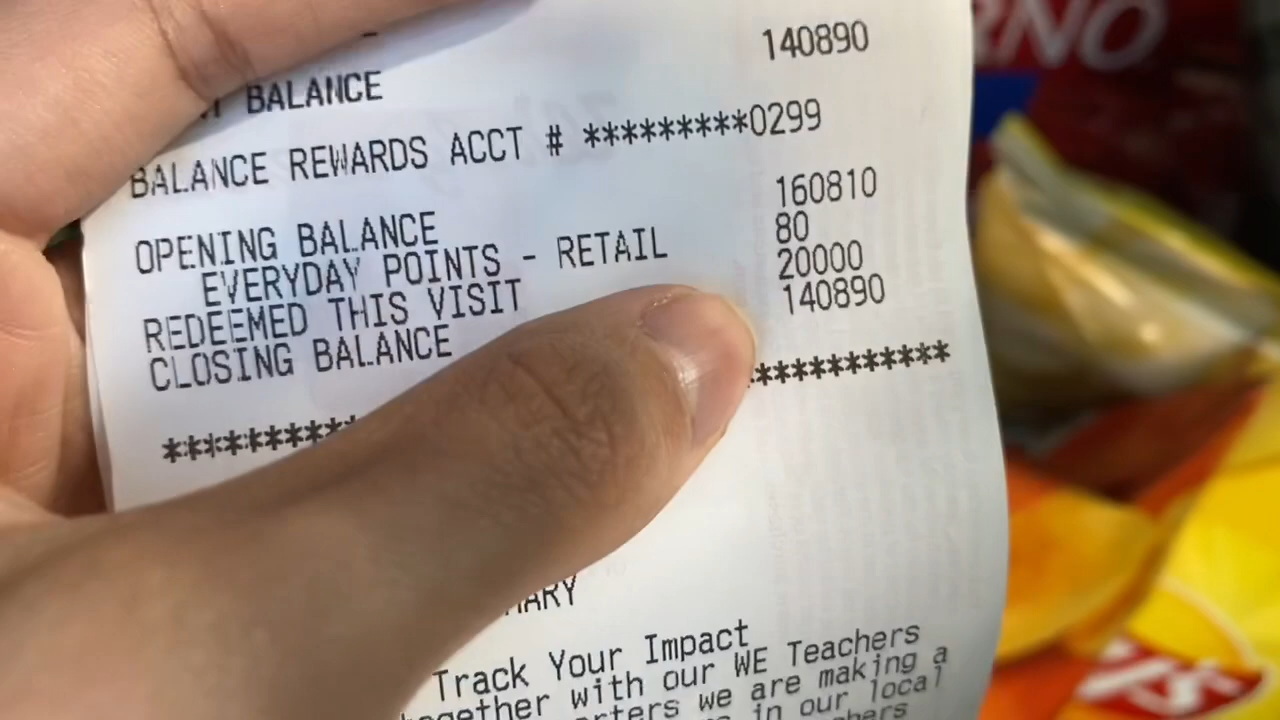 140890
BALANCE
BALANCE REWARDS ACCT # *********0299
OPENING BALANCE 160810
EVERYDAY POINTS - RETAIL 80
REDEEMED THIS VISIT 20000
CLOSING BALANCE 140890
Track Your Impact
together with our WE Teachers
we are making a
in our local